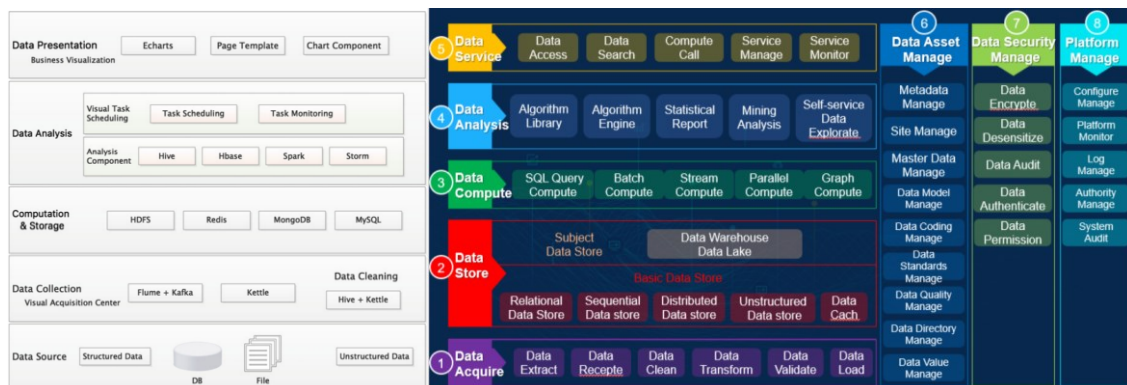 Data Presentation
Business Visualization
Echarts
Page Template
Chart Component
Data Analysis
Visual Task
Scheduling
Task Scheduling
Task Monitoring
Analysis
Component
Hive
Hbase
Spark
Storm
Computation
& Storage
HDFS
Redis
MongoDB
MySQL
Data Collection
Visual Acquisition Center
Flume + Kafka
Kettle
Data Cleaning
Hive + Kettle
Data Source
Structured Data
DB
File
Unstructured Data
5
Data
Service
Data
Access
Data
Search
Compute
Call
Service
Manage
Service
Monitor
4
Data
Analysis
Algorithm
Library
Algorithm
Engine
Statistical
Report
Mining
Analysis
Self-service
Data
Explorate
3
Data
Compute
SQL Query
Compute
Batch
Compute
Stream
Compute
Parallel
Compute
Graph
Compute
2
Data
Store
Subject
Data Store
Data Warehouse
Data Lake
Basic Data Store
Relational
Data Store
Sequential
Data store
Distributed
Data store
Unstructured
Data store
Data
Cach
1
Data
Acquire
Data
Extract
Data
Recepte
Data
Clean
Data
Transform
Data
Validate
Data
Load
6
Data Asset
Manage
Metadata
Manage
Site Manage
Master Data
Manage
Data Model
Manage
Data Coding
Manage
Data
Standards
Manage
Data Quality
Manage
Data Directory
Manage
Data Value
Manage
7
Data Security
Manage
Data
Encrypte
Data
Desensitize
Data Audit
Data
Authenticate
Data
Permission
8
Platform
Manage
Configure
Manage
Platform
Monitor
Log
Manage
Authority
Manage
System
Audit